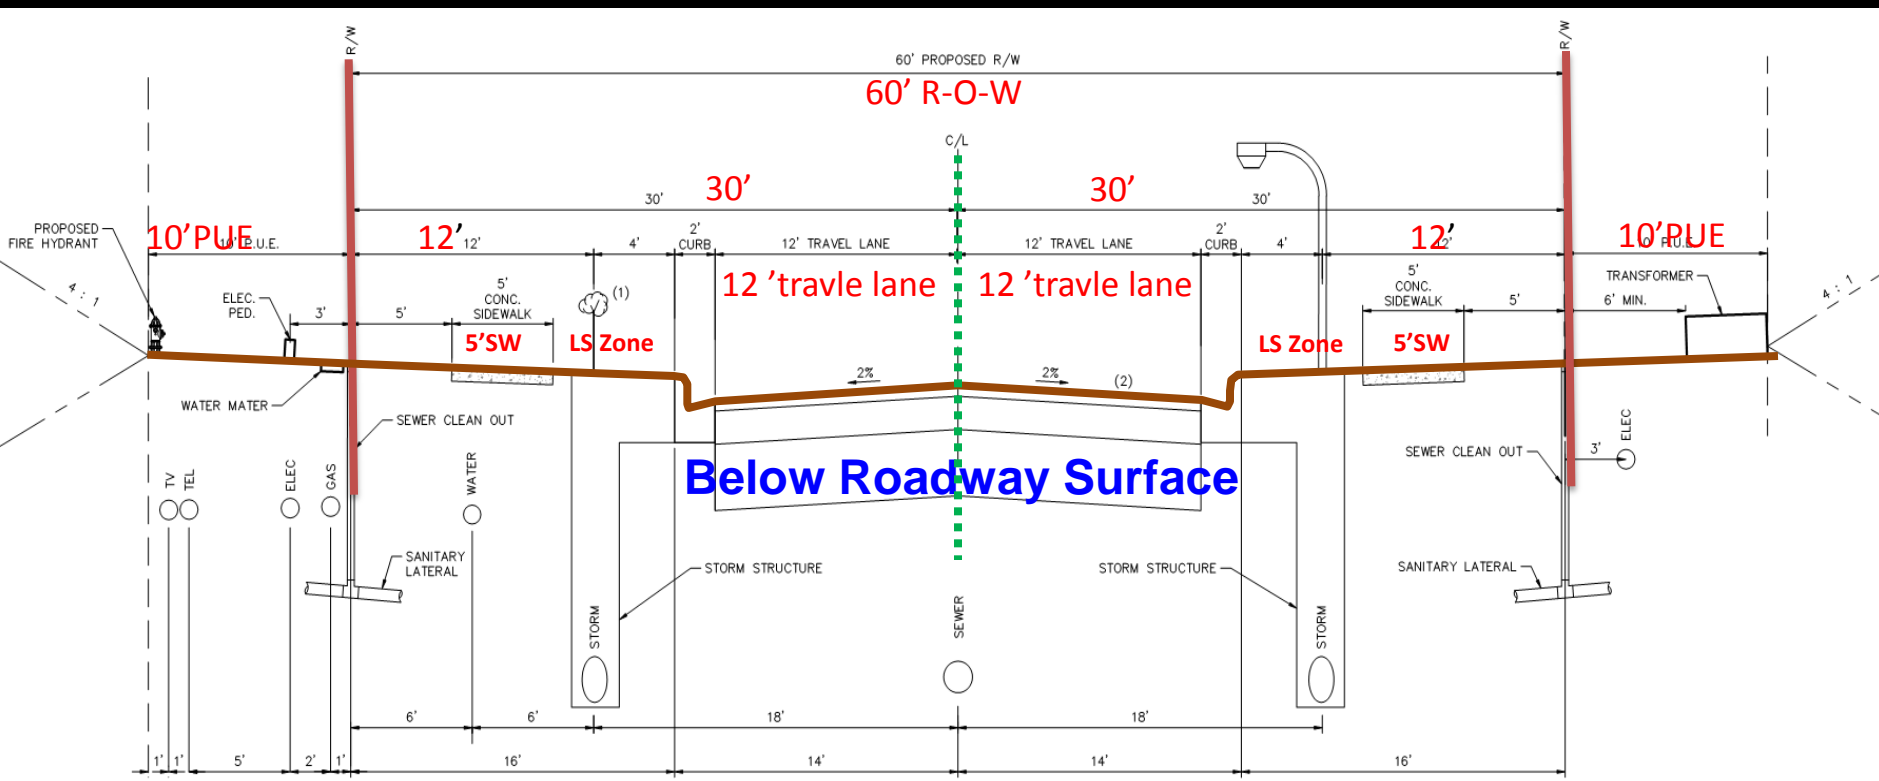 R/W
R/W
60' PROPOSED R/W
60' R-O-W
C/L
30'
30'
30'
30'
PROPOSED
FIRE HYDRANT
10'PUE
10' P.U.E.
12'
12'
4'
2'
CURB
12' TRAVEL LANE
12' TRAVEL LANE
2'
CURB
4'
12'
12'
10'PUE
10' P.U.E.
4 : 1
ELEC.
PED.
3'
5'
5'
CONC.
SIDEWALK
(1)
12 'travle lane
12 'travle lane
5'
CONC.
SIDEWALK
5'
TRANSFORMER
6' MIN.
4 : 1
5'SW
LS Zone
LS Zone
5'SW
2%
2%
(2)
WATER MATER
SEWER CLEAN OUT
SEWER CLEAN OUT
3'
ELEC
TV
TEL
ELEC
GAS
WATER
Below Roadway Surface
SANITARY
LATERAL
STORM STRUCTURE
STORM STRUCTURE
SANITARY LATERAL
STORM
SEWER
STORM
6'
6'
18'
18'
1'
1'
5'
2'
1'
16'
14'
14'
16'